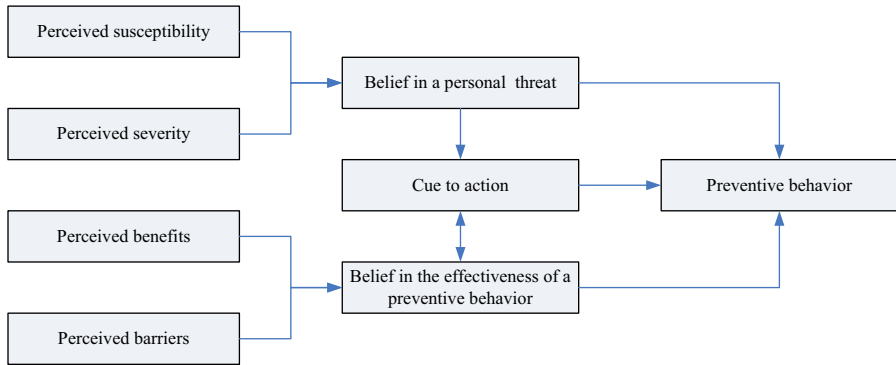 Perceived susceptibility
Perceived severity
Perceived benefits
Perceived barriers
Belief in a personal threat
Cue to action
Belief in the effectiveness of a
preventive behavior
Preventive behavior